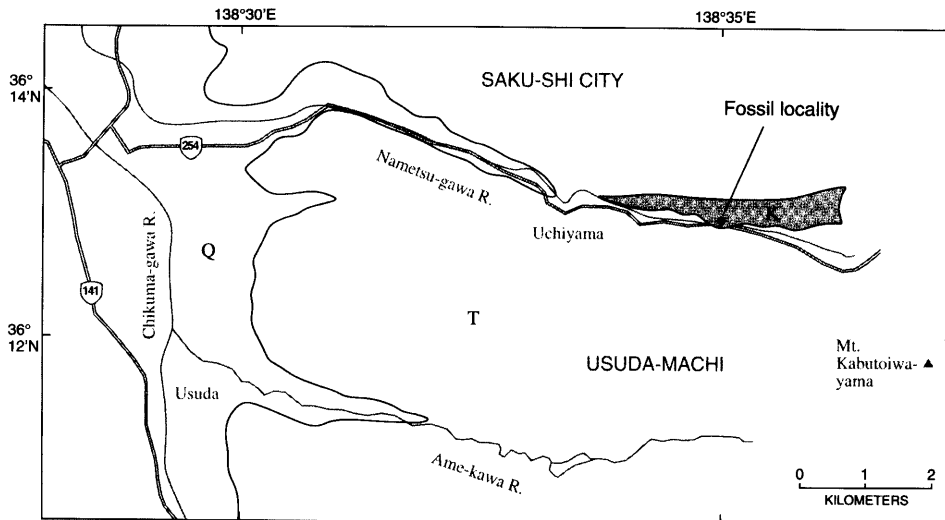 138°30'E
138°35'E
36°
14'N
SAKU-SHI CITY
Fossil locality
254
Nametsu-gawa R.
K
Uchiyama
Chikuma-gawa R.
Q
141
T
36°
12'N
USUDA-MACHI
Mt.
Kabutoiwa-
yama
Usuda
Ame-kawa R.
0 1 2
KILOMETERS